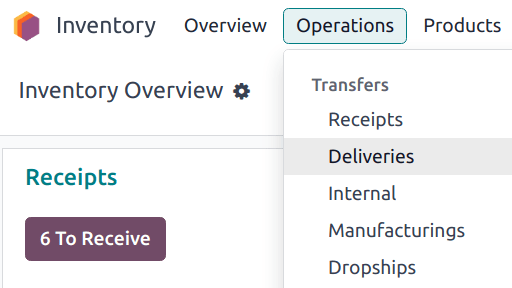 Inventory Overview Operations Products
Inventory Overview
Transfers
Receipts
Deliveries
Internal
Manufacturings
Dropships
Receipts
6 To Receive